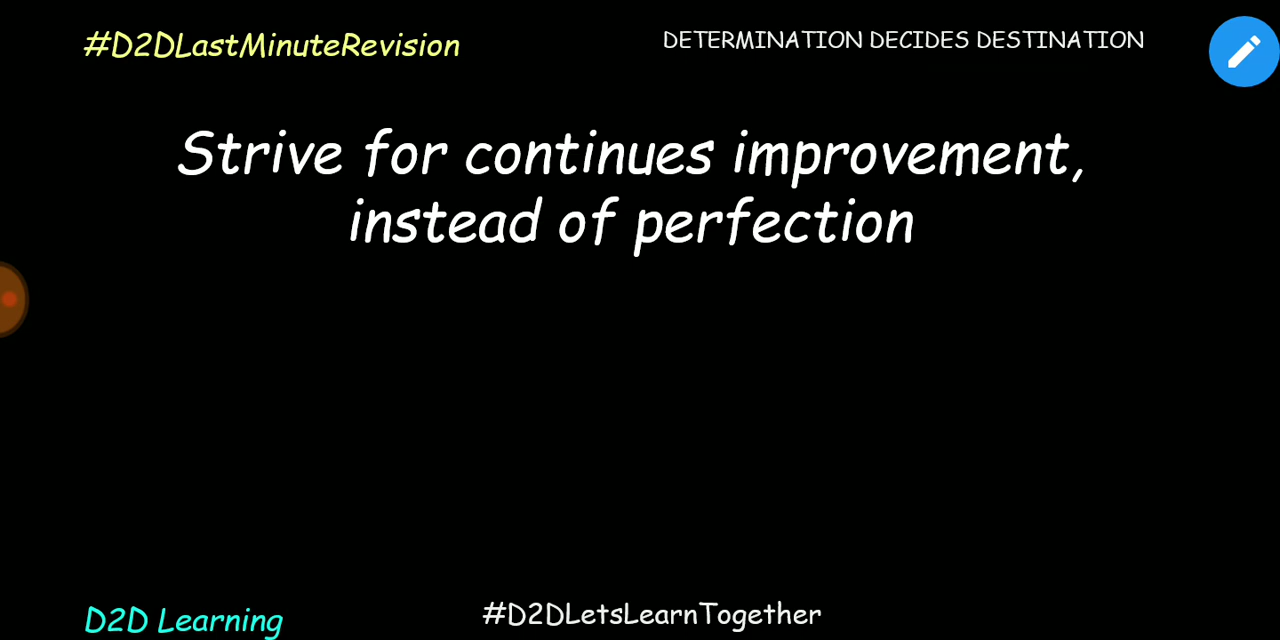 #D2DLastMinuteRevision
DETERMINATION DECIDES DESTINATION
Strive for continues improvement,
instead of perfection
D2D Learning
#D2DLetsLearnTogether